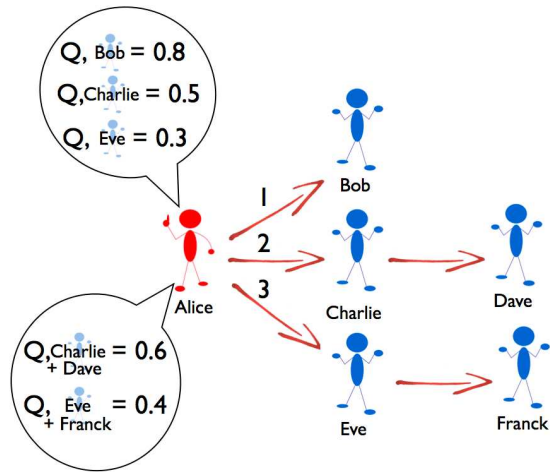 Q, Bob = 0.8
Q,Charlie = 0.5
Q, Eve = 0.3
1
Bob
2
Alice
Charlie
Dave
3
Q,Charlie = 0.6
+ Dave
Q, Eve = 0.4
+ Franck
Eve
Franck